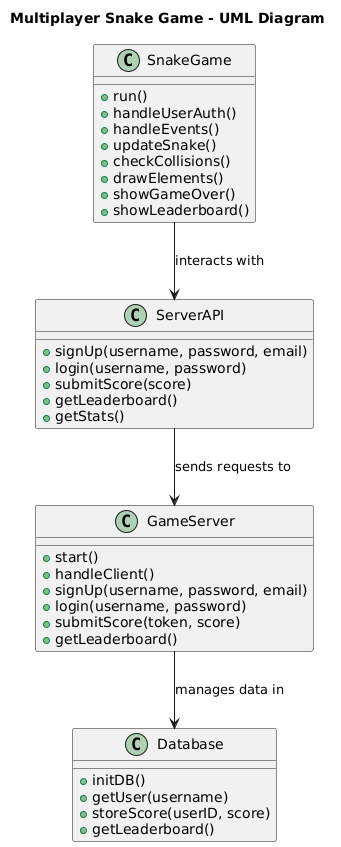 Multiplayer Snake Game - UML Diagram
C SnakeGame
run()
handleUserAuth()
handleEvents()
updateSnake()
checkCollisions()
drawElements()
showGameOver()
showLeaderboard()
interacts with
C ServerAPI
signUp(username, password, email)
login(username, password)
submitScore(score)
getLeaderboard()
getStats()
sends requests to
C GameServer
start()
handleClient()
signUp(username, password, email)
login(username, password)
submitScore(token, score)
getLeaderboard()
manages data in
C Database
initDB()
getUser(username)
storeScore(userID, score)
getLeaderboard()